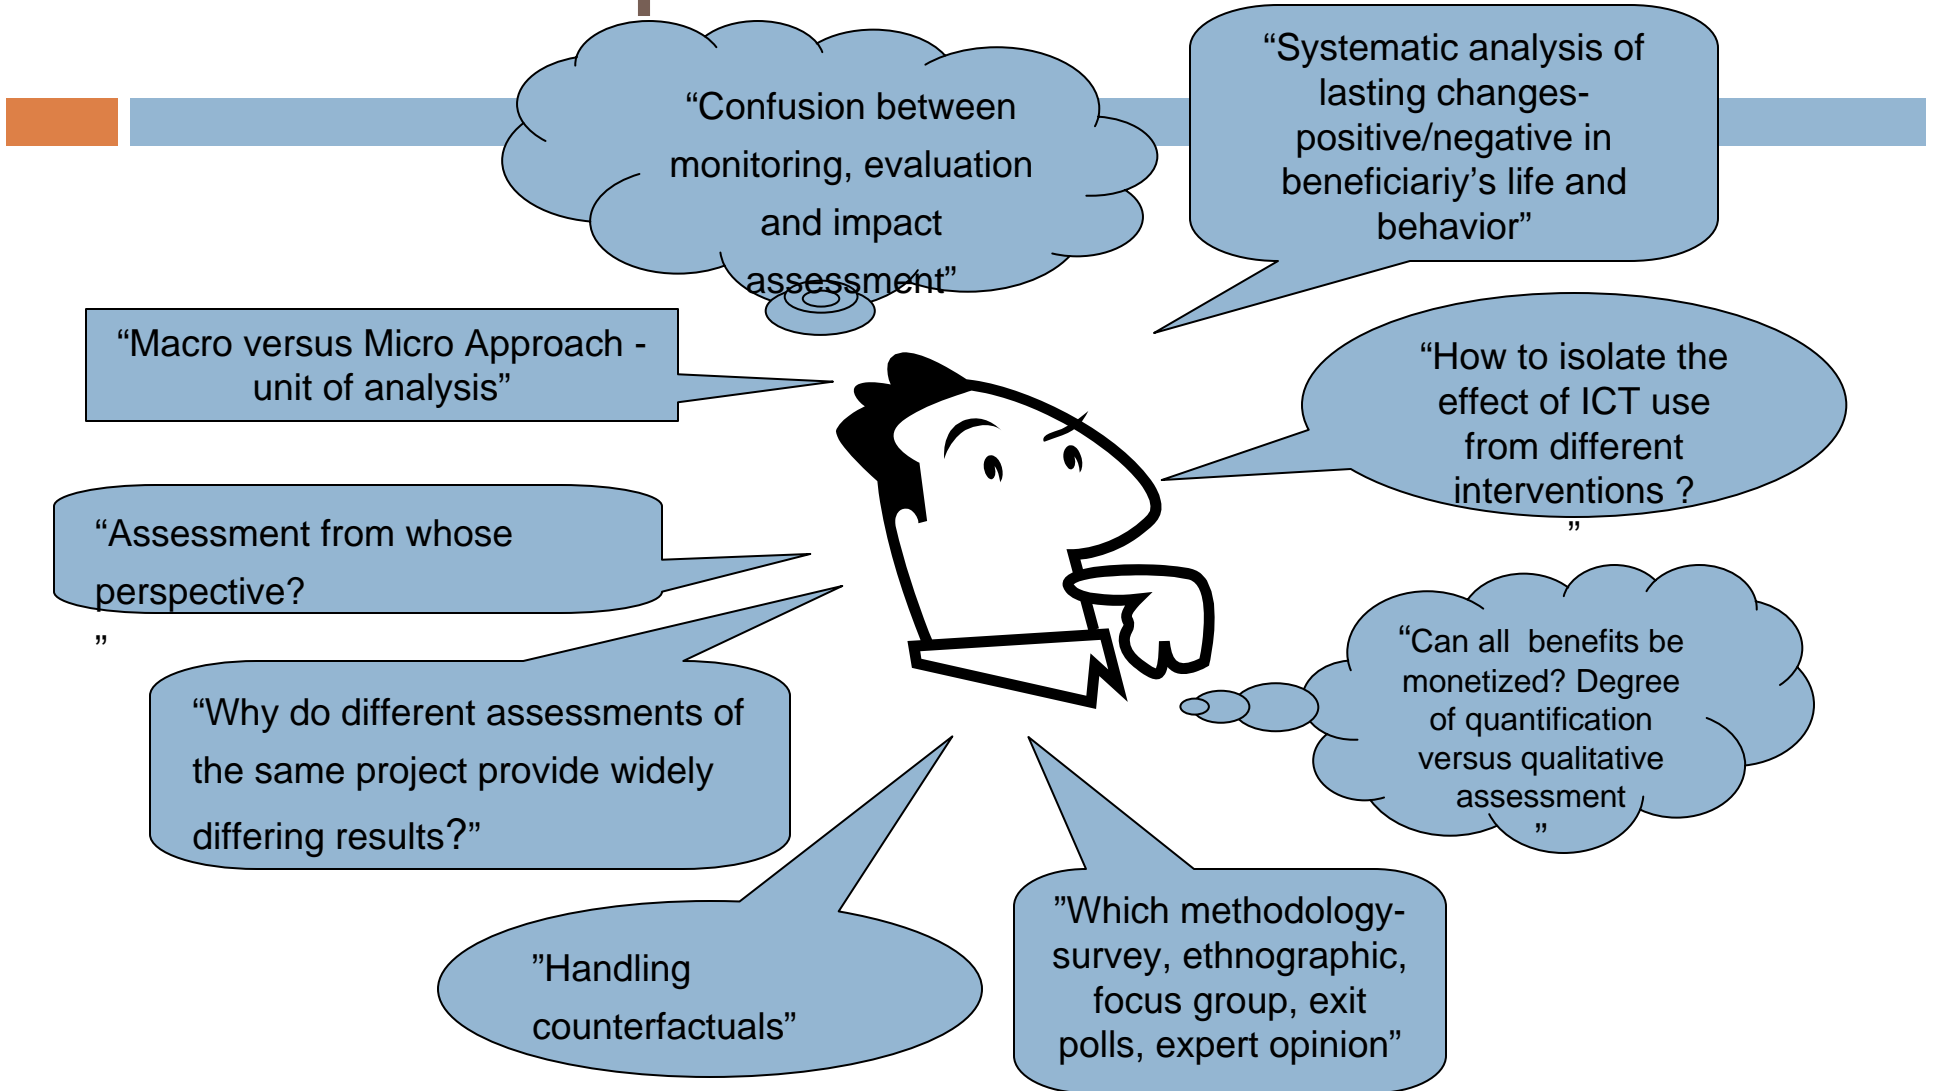 “Confusion between
monitoring, evaluation
and impact
assessment”
“Systematic analysis of
lasting changes-
positive/negative in
beneficiariy’s life and
behavior”
“Macro versus Micro Approach -
unit of analysis”
“How to isolate the
effect of ICT use
from different
interventions ?
”
“Assessment from whose
perspective?
”
“Can all  benefits be
monetized? Degree
of quantification
versus qualitative
assessment
”
“Why do different assessments of
the same project provide widely
differing results?”
”Handling
counterfactuals”
”Which methodology-
survey, ethnographic,
focus group, exit
polls, expert opinion”